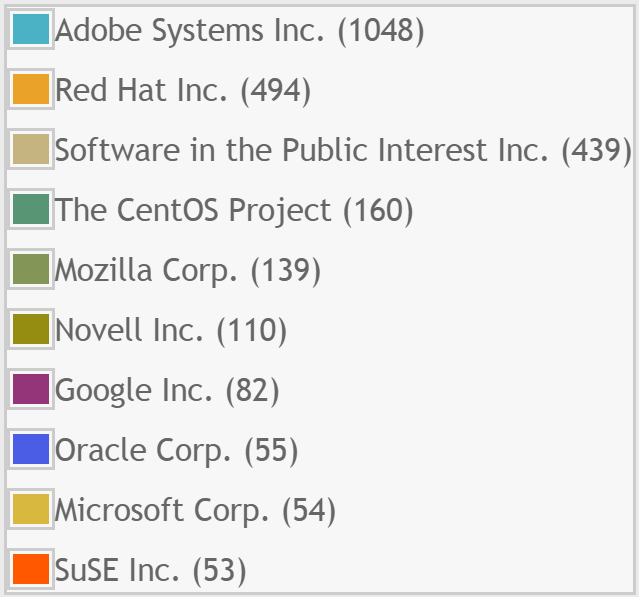 Adobe Systems Inc. (1048)
Red Hat Inc. (494)
Software in the Public Interest Inc. (439)
The CentOS Project (160)
Mozilla Corp. (139)
Novell Inc. (110)
Google Inc. (82)
Oracle Corp. (55)
Microsoft Corp. (54)
SuSE Inc. (53)